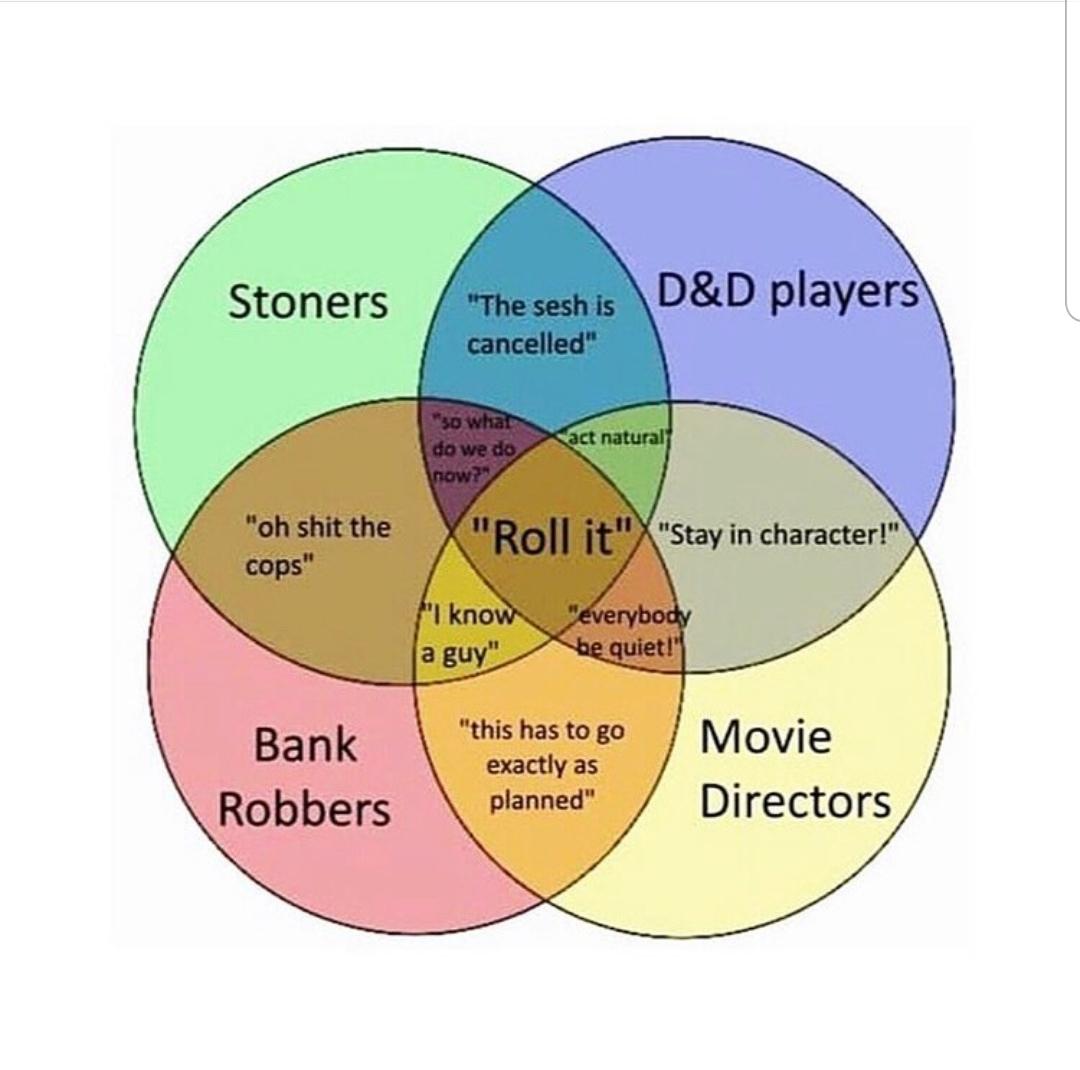 Stoners
D&D players
"The sesh is
cancelled"
"so what
do we do
now?"
"act natural"
"oh shit the
cops"
"Roll it"
"Stay in character!"
"I know
a guy"
"everybody
be quiet!"
"this has to go
exactly as
planned"
Bank
Robbers
Movie
Directors